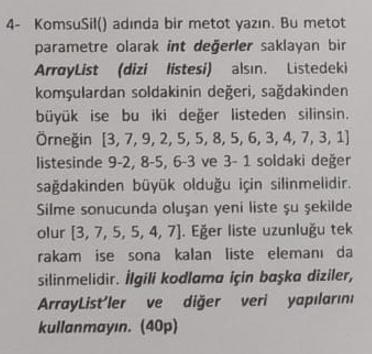 4- KomsuSil() adında bir metot yazın. Bu metot
parametre olarak int değerler saklayan bir
ArrayList (dizi listesi) alsın. Listedeki
komşulardan soldakinin değeri, sağdakinden
büyük ise bu iki değer listeden silinsin.
Örneğin [3, 7, 9, 2, 5, 5, 8, 5, 6, 3, 4, 7, 3, 1]
listesinde 9-2, 8-5, 6-3 ve 3- 1 soldaki değer
sağdakinden büyük olduğu için silinmelidir.
Silme sonucunda oluşan yeni liste şu şekilde
olur [3, 7, 5, 5, 4, 7]. Eğer liste uzunluğu tek
rakam ise sona kalan liste elemanı da
silinmelidir. İlgili kodlama için başka diziler,
ArrayList'ler ve diğer veri yapılarını
kullanmayın. (40p)